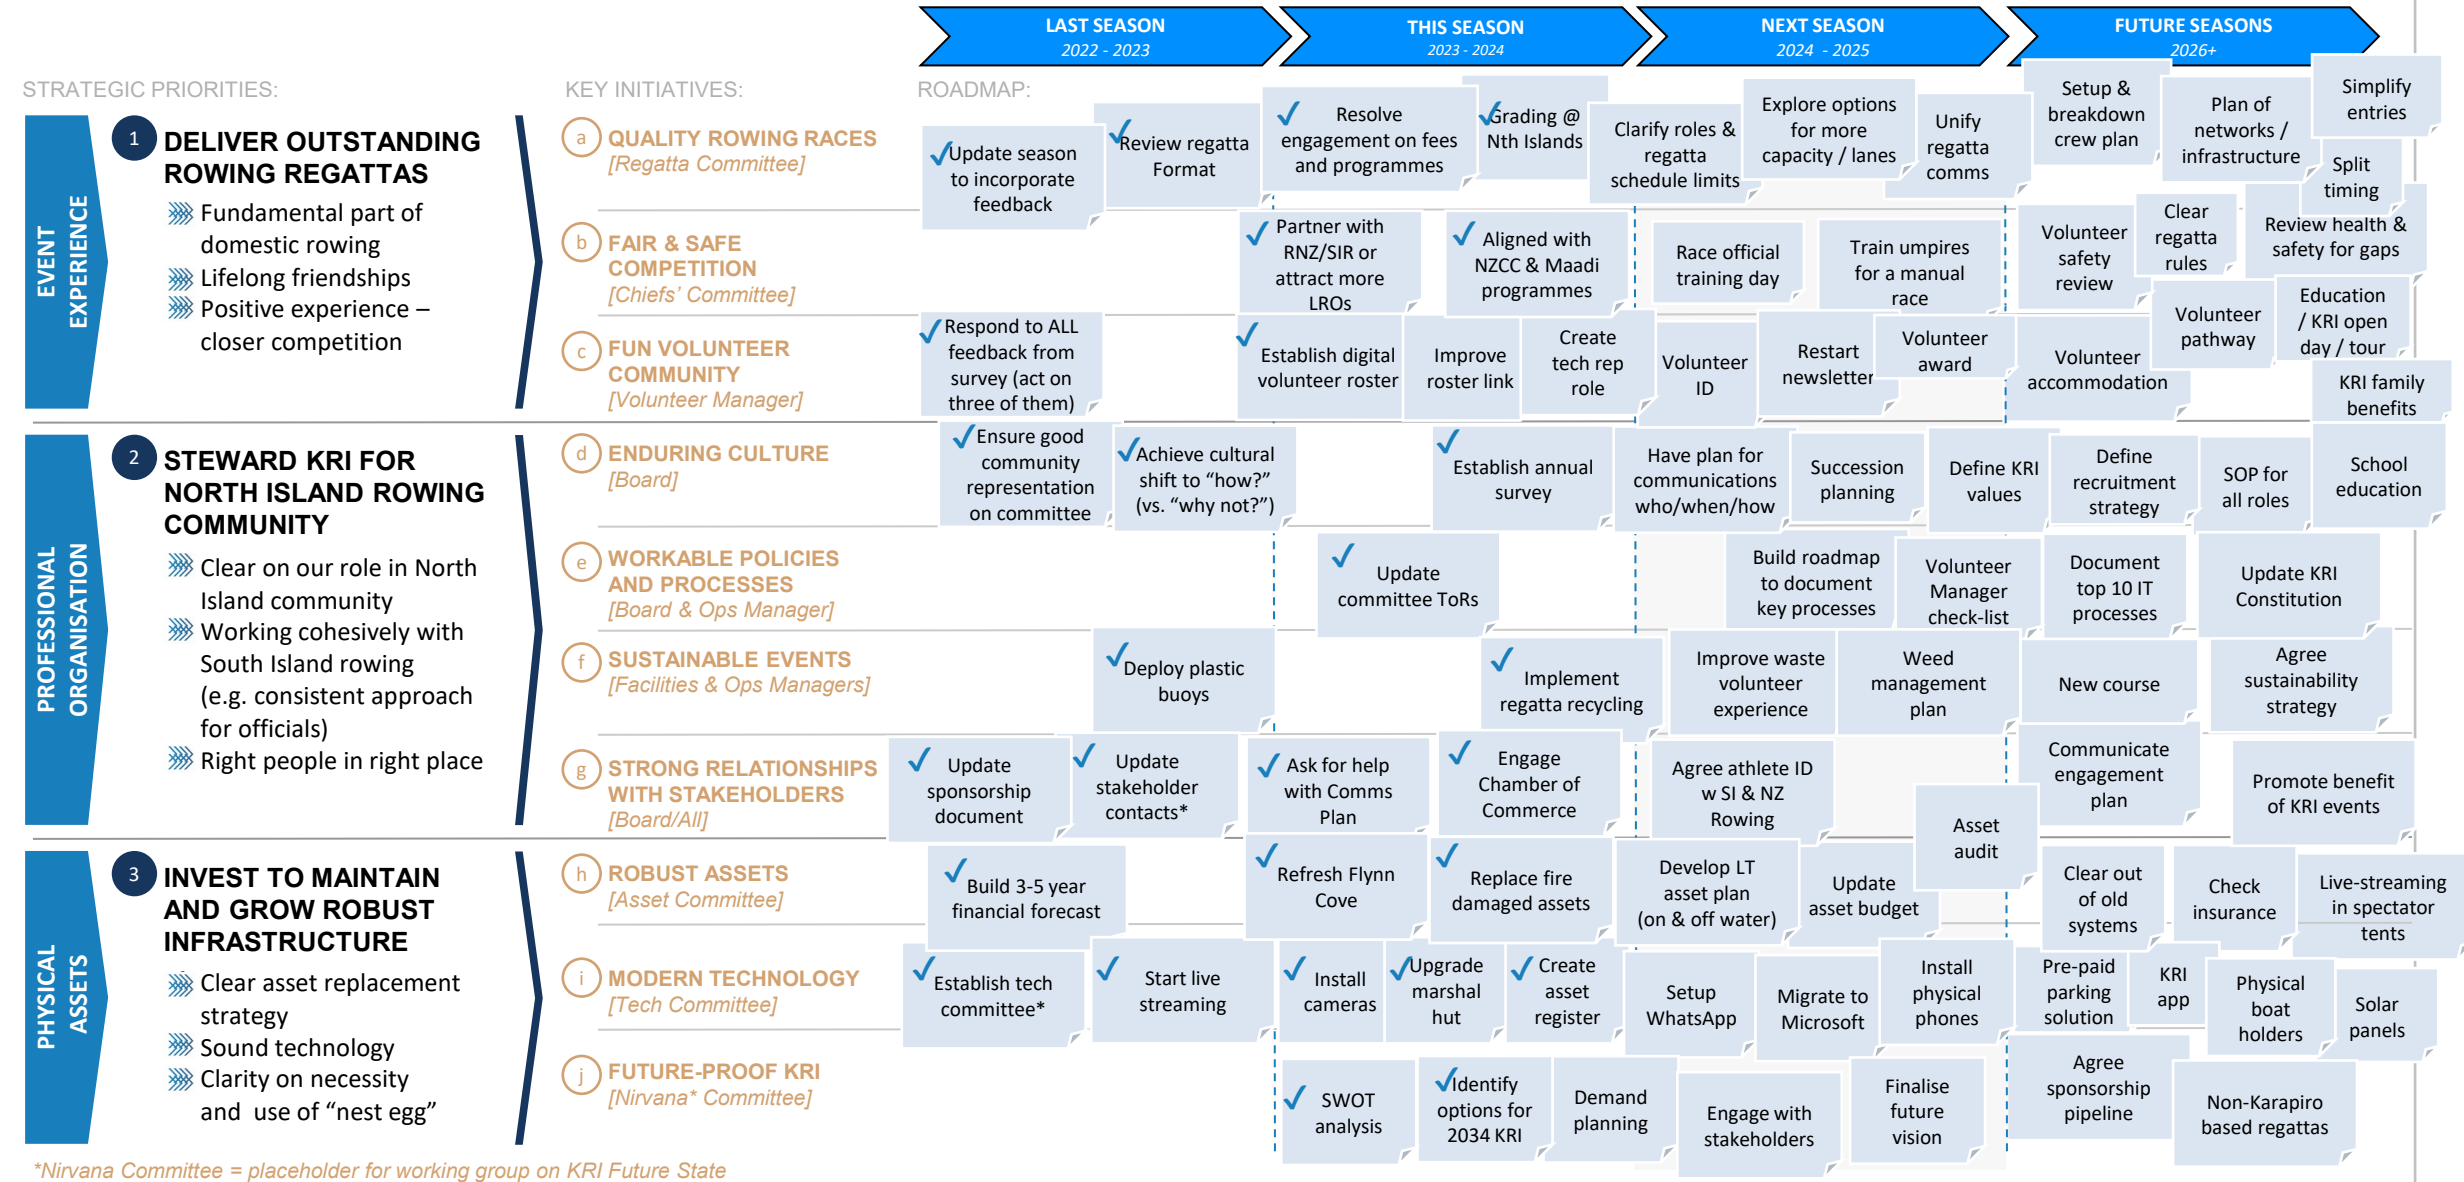 LAST SEASON
2022 - 2023
THIS SEASON
2023 - 2024
NEXT SEASON
2024 - 2025
FUTURE SEASONS
2026+
STRATEGIC PRIORITIES:
KEY INITIATIVES:
ROADMAP:
EVENT
EXPERIENCE
1
DELIVER OUTSTANDING
ROWING REGATTAS
Fundamental part of
domestic rowing
Lifelong friendships
Positive experience –
closer competition
a
QUALITY ROWING RACES
[Regatta Committee]
Update season
to incorporate
feedback
Review regatta
Format
Resolve
engagement on fees
and programmes
Grading @
Nth Islands
Clarify roles &
regatta
schedule limits
Explore options
for more
capacity / lanes
Unify
regatta
comms
Setup &
breakdown
crew plan
Plan of
networks /
infrastructure
Simplify
entries
Split
timing
b
FAIR & SAFE
COMPETITION
[Chiefs’ Committee]
Partner with
RNZ/SIR or
attract more
LROs
Aligned with
NZCC & Maadi
programmes
Race official
training day
Train umpires
for a manual
race
Volunteer
safety
review
Clear
regatta
rules
Review health &
safety for gaps
c
FUN VOLUNTEER
COMMUNITY
[Volunteer Manager]
Respond to ALL
feedback from
survey (act on
three of them)
Establish digital
volunteer roster
Improve
roster link
Create
tech rep
role
Volunteer
ID
Restart
newsletter
Volunteer
award
Volunteer
accommodation
Volunteer
pathway
Education
/ KRI open
day / tour
KRI family
benefits
PROFESSIONAL
ORGANISATION
2
STEWARD KRI FOR
NORTH ISLAND ROWING
COMMUNITY
Clear on our role in North
Island community
Working cohesively with
South Island rowing
(e.g. consistent approach
for officials)
Right people in right place
d
ENDURING CULTURE
[Board]
Ensure good
community
representation
on committee
Achieve cultural
shift to “how?”
(vs. “why not?”)
Establish annual
survey
Have plan for
communications
who/when/how
Succession
planning
Define KRI
values
Define
recruitment
strategy
SOP for
all roles
School
education
e
WORKABLE POLICIES
AND PROCESSES
[Board & Ops Manager]
Update
committee ToRs
Build roadmap
to document
key processes
Volunteer
Manager
check-list
Document
top 10 IT
processes
Update KRI
Constitution
f
SUSTAINABLE EVENTS
[Facilities & Ops Managers]
Deploy plastic
buoys
Implement
regatta recycling
Improve waste
volunteer
experience
Weed
management
plan
New course
Agree
sustainability
strategy
g
STRONG RELATIONSHIPS
WITH STAKEHOLDERS
[Board/All]
Update
sponsorship
document
Update
stakeholder
contacts*
Ask for help
with Comms
Plan
Engage
Chamber of
Commerce
Agree athlete ID
w SI & NZ
Rowing
Asset
audit
Communicate
engagement
plan
Promote benefit
of KRI events
PHYSICAL
ASSETS
3
INVEST TO MAINTAIN
AND GROW ROBUST
INFRASTRUCTURE
Clear asset replacement
strategy
Sound technology
Clarity on necessity
and use of “nest egg”
h
ROBUST ASSETS
[Asset Committee]
Build 3-5 year
financial forecast
Refresh Flynn
Cove
Replace fire
damaged assets
Develop LT
asset plan
(on & off water)
Update
asset budget
Clear out
of old
systems
Check
insurance
Live-streaming
in spectator
tents
i
MODERN TECHNOLOGY
[Tech Committee]
Establish tech
committee*
Start live
streaming
Install
cameras
Upgrade
marshal
hut
Create
asset
register
Setup
WhatsApp
Migrate to
Microsoft
Install
physical
phones
Pre-paid
parking
solution
KRI
app
Physical
boat
holders
Solar
panels
j
FUTURE-PROOF KRI
[Nirvana* Committee]
SWOT
analysis
Identify
options for
2034 KRI
Demand
planning
Engage with
stakeholders
Finalise
future
vision
Agree
sponsorship
pipeline
Non-Karapiro
based regattas
*Nirvana Committee = placeholder for working group on KRI Future State